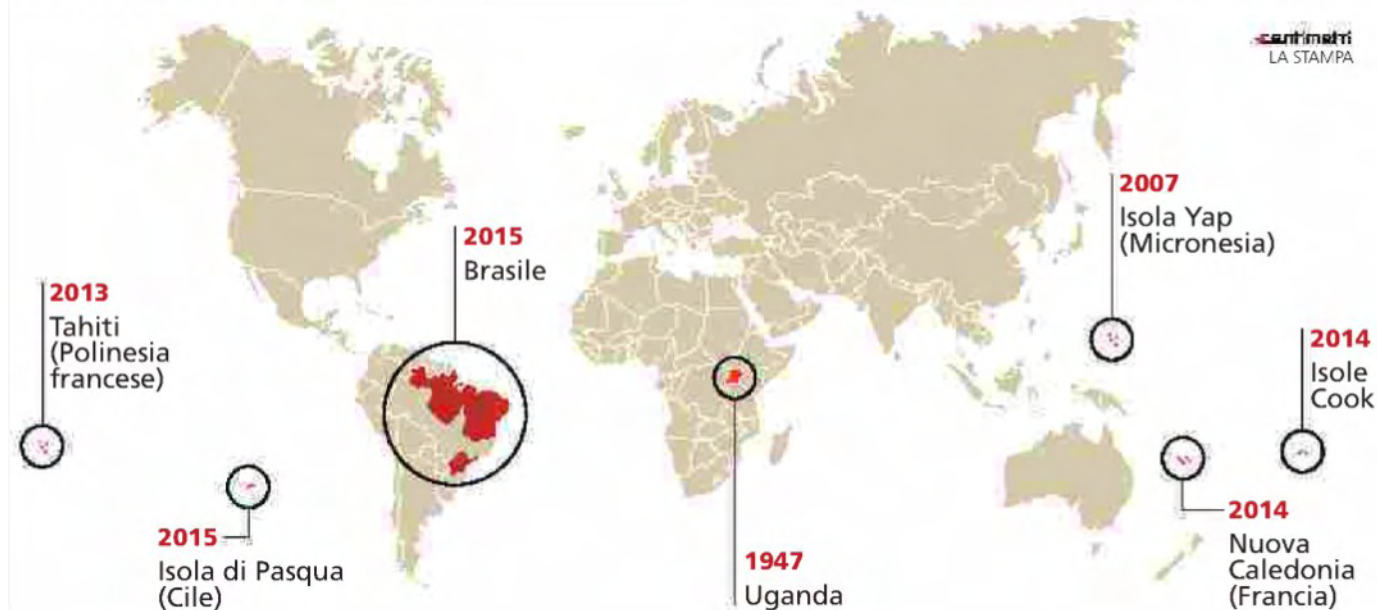 centimetri
LA STAMPA
2007
Isola Yap
(Micronesia)
2015
Brasile
2013
Tahiti
(Polinesia
francese)
2014
Isole
Cook
2015
Isola di Pasqua
(Cile)
1947
Uganda
2014
Nuova
Caledonia
(Francia)